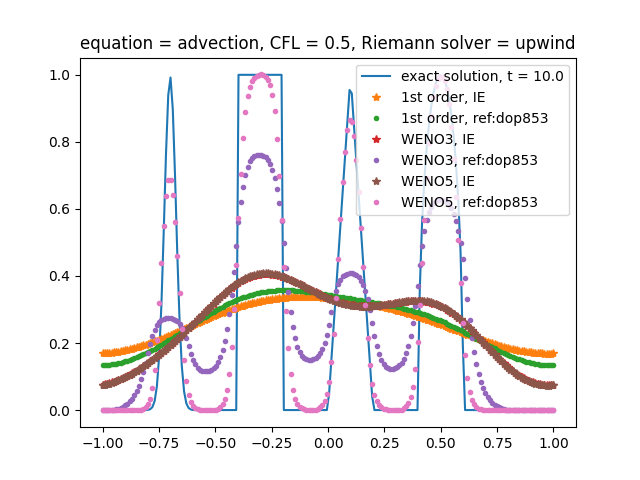 equation = advection, CFL = 0.5, Riemann solver = upwind
exact solution, t = 10.0
1st order, IE
1st order, ref:dop853
WENO3, IE
WENO3, ref:dop853
WENO5, IE
WENO5, ref:dop853
1.0
0.8
0.6
0.4
0.2
0.0
−1.00 −0.75 −0.50 −0.25 0.00 0.25 0.50 0.75 1.00